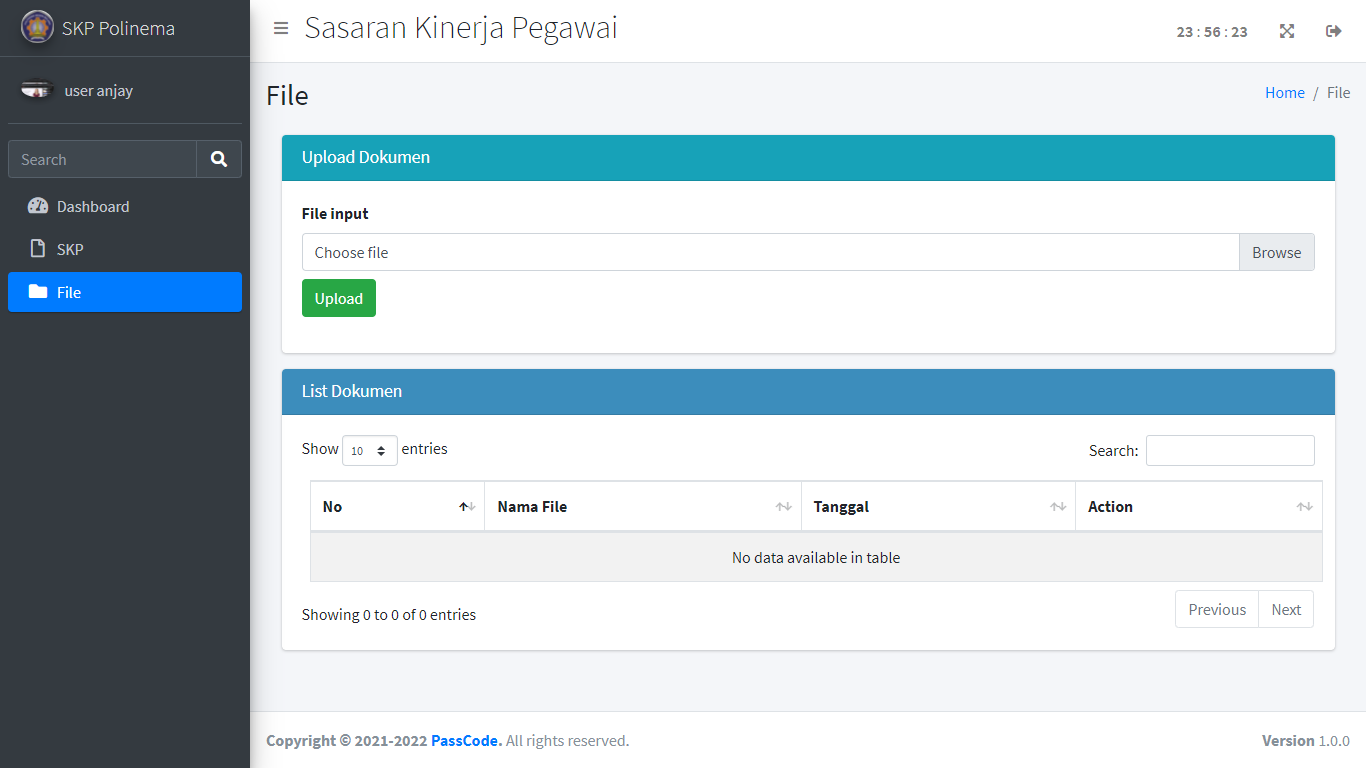 SKP Polinema
Sasaran Kinerja Pegawai
23 : 56 : 23
user anjay
Search
Dashboard
SKP
File
File
Home / File
Upload Dokumen
File input
Choose file
Browse
Upload
List Dokumen
Show 10 entries
Search:
No
Nama File
Tanggal
Action
No data available in table
Showing 0 to 0 of 0 entries
Previous
Next
Copyright © 2021-2022 PassCode. All rights reserved.
Version 1.0.0